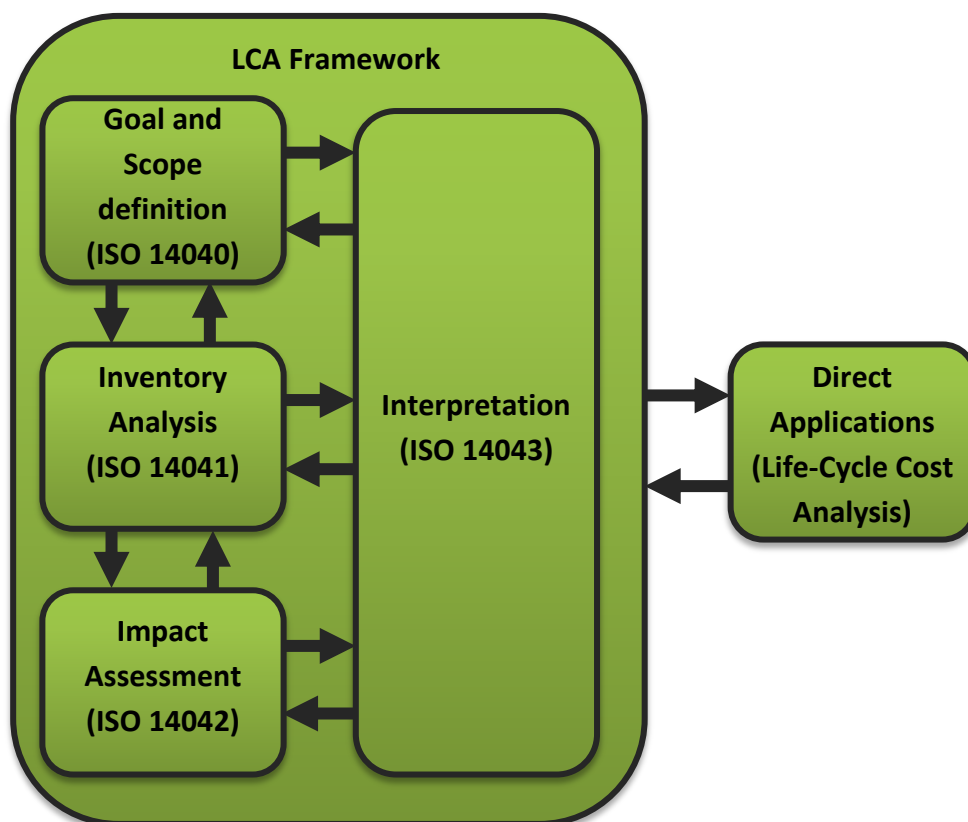 LCA Framework
Goal and
Scope
definition
(ISO 14040)
Inventory
Analysis
(ISO 14041)
Impact
Assessment
(ISO 14042)
Interpretation
(ISO 14043)
Direct
Applications
(Life-Cycle Cost
Analysis)